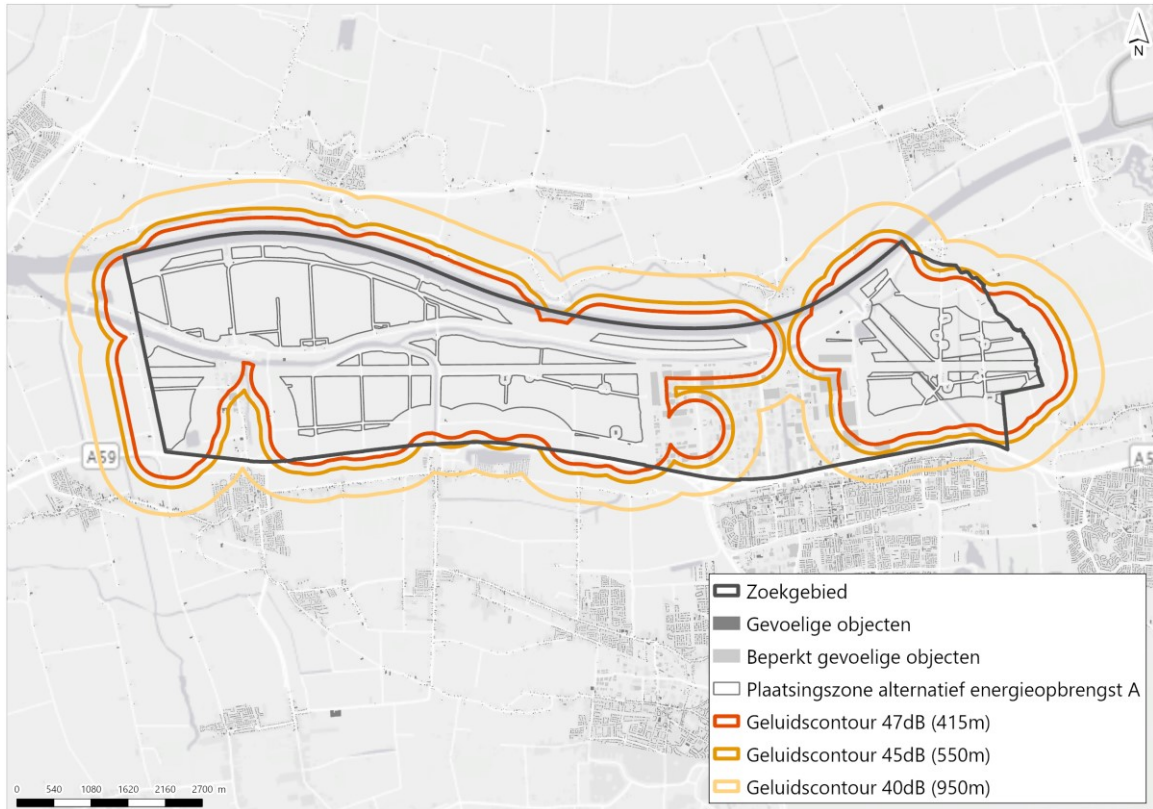 N
A59
A5
Zoekgebied
Gevoelige objecten
Beperkt gevoelige objecten
Plaatsingszone alternatief energieopbrengst A
Geluidscontour 47dB (415m)
Geluidscontour 45dB (550m)
Geluidscontour 40dB (950m)
0 540 1080 1620 2160 2700 m